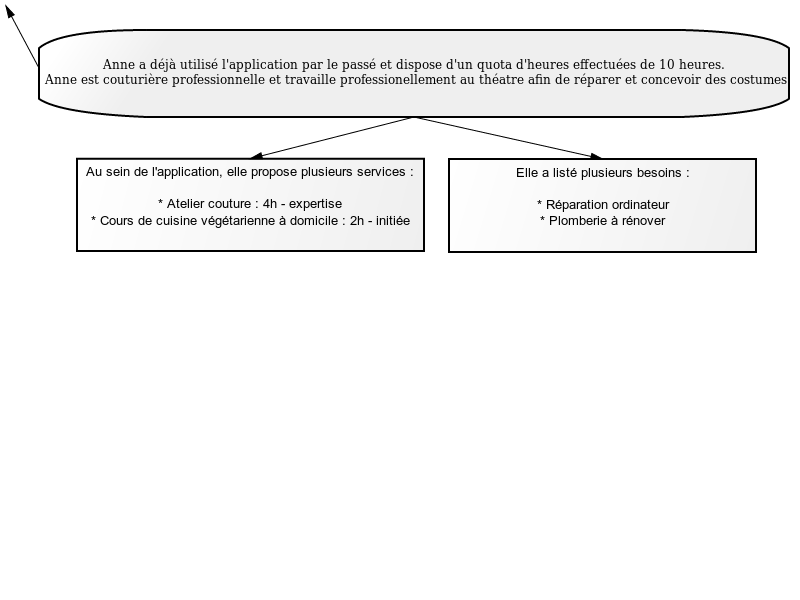 Anne a déjà utilisé l'application par le passé et dispose d'un quota d'heures effectuées de 10 heures.
Anne est couturière professionnelle et travaille professionellement au théatre afin de réparer et concevoir des costumes
Au sein de l'application, elle propose plusieurs services :
* Atelier couture : 4h - expertise
* Cours de cuisine végétarienne à domicile : 2h - initiée
Elle a listé plusieurs besoins :
* Réparation ordinateur
* Plomberie à rénover